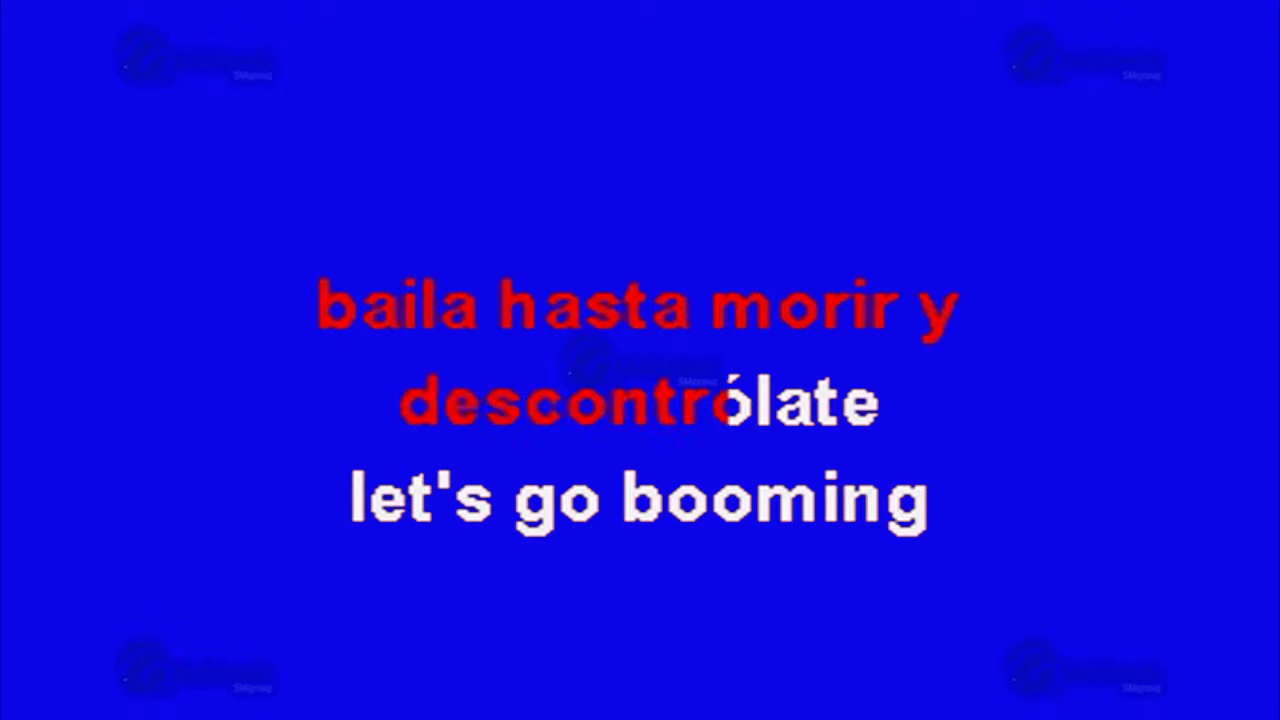 baila hasta morir y
descontrólate
let's go booming